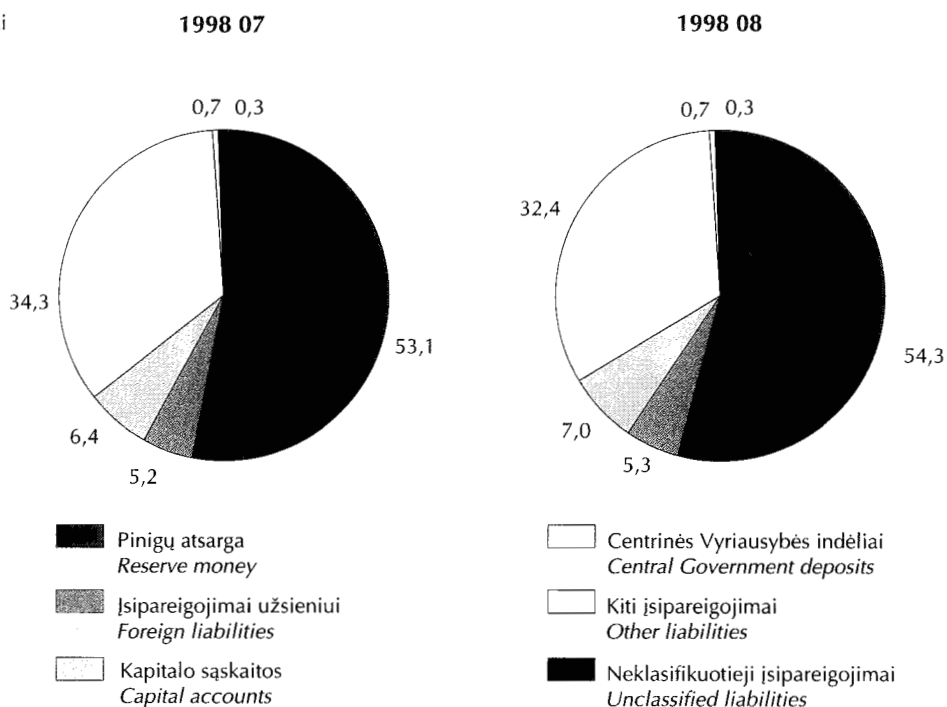 i
1998 07
0,7 0,3
34,3
53,1
6,4
5,2
1998 08
0,7 0,3
32,4
54,3
7,0
5,3
Pinigų atsarga
Reserve money
Įsipareigojimai užsieniui
Foreign liabilities
Kapitalo sąskaitos
Capital accounts
Centrinės Vyriausybės indėliai
Central Government deposits
Kiti įsipareigojimai
Other liabilities
Neklasifikuotieji įsipareigojimai
Unclassified liabilities